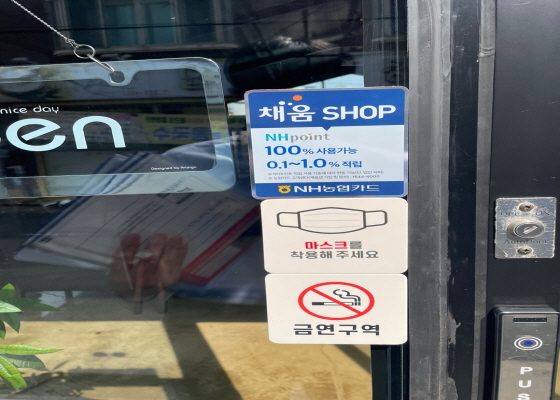 nice day
en
Designed by
채움 SHOP
NHpoint
100% 사용가능
0.1~1.0% 적립
NH농협카드
마스크를
착용해 주세요
금연구역
PUS